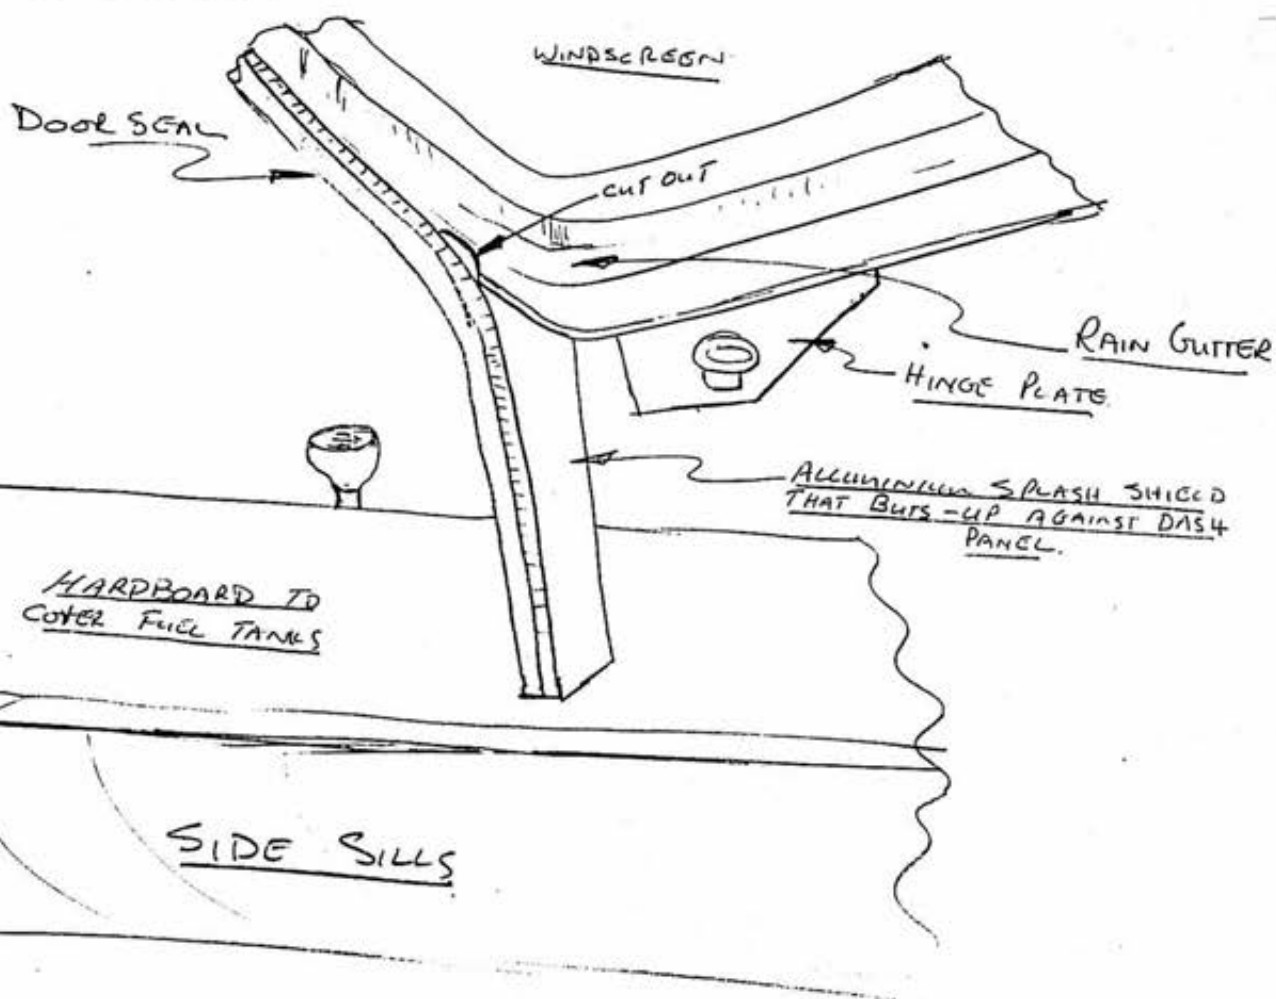 WINDSCREEN
DOOR SEAL
CUT OUT
RAIN GUTTER
HINGE PLATE.
ALLUMINIUM SPLASH SHIELD
THAT BUTS-UP AGAINST DASH
PANEL.
HARDBOARD TO
COVER FUEL TANKS
SIDE SILLS